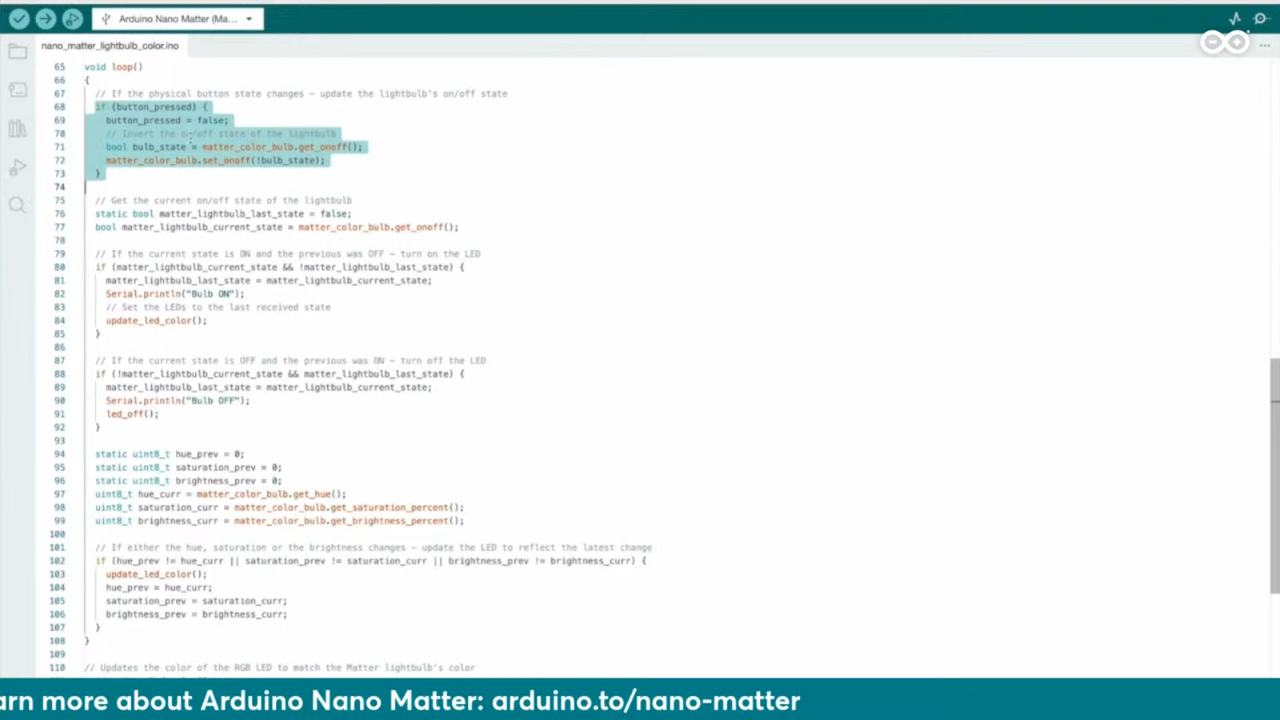 Arduino Nano Matter (Ma...
nano_matter_lightbulb_color.ino
65 void loop()
66 {
67 // If the physical button state changes – update the lightbulb's on/off state
68 if (button_pressed) {
69 button_pressed = false;
70 // Invert the on/off state of the lightbulb
71 bool bulb_state = matter_color_bulb.get_onoff();
72 matter_color_bulb.set_onoff(!bulb_state);
73 }
74
75 // Get the current on/off state of the lightbulb
76 static bool matter_lightbulb_last_state = false;
77 bool matter_lightbulb_current_state = matter_color_bulb.get_onoff();
78
79 // If the current state is ON and the previous was OFF – turn on the LED
80 if (matter_lightbulb_current_state && !matter_lightbulb_last_state) {
81 matter_lightbulb_last_state = matter_lightbulb_current_state;
82 Serial.println("Bulb ON");
83 // Set the LEDs to the last received state
84 update_led_color();
85 }
86
87 // If the current state is OFF and the previous was ON – turn off the LED
88 if (!matter_lightbulb_current_state && matter_lightbulb_last_state) {
89 matter_lightbulb_last_state = matter_lightbulb_current_state;
90 Serial.println("Bulb OFF");
91 led_off();
92 }
93
94 static uint8_t hue_prev = 0;
95 static uint8_t saturation_prev = 0;
96 static uint8_t brightness_prev = 0;
97 uint8_t hue_curr = matter_color_bulb.get_hue();
98 uint8_t saturation_curr = matter_color_bulb.get_saturation_percent();
99 uint8_t brightness_curr = matter_color_bulb.get_brightness_percent();
100
101 // If either the hue, saturation or the brightness changes – update the LED to reflect the latest change
102 if (hue_prev != hue_curr || saturation_prev != saturation_curr || brightness_prev != brightness_curr) {
103 update_led_color();
104 hue_prev = hue_curr;
105 saturation_prev = saturation_curr;
106 brightness_prev = brightness_curr;
107 }
108 }
109
110 // Updates the color of the RGB LED to match the Matter lightbulb's color
arn more about Arduino Nano Matter: arduino.to/nano-matter